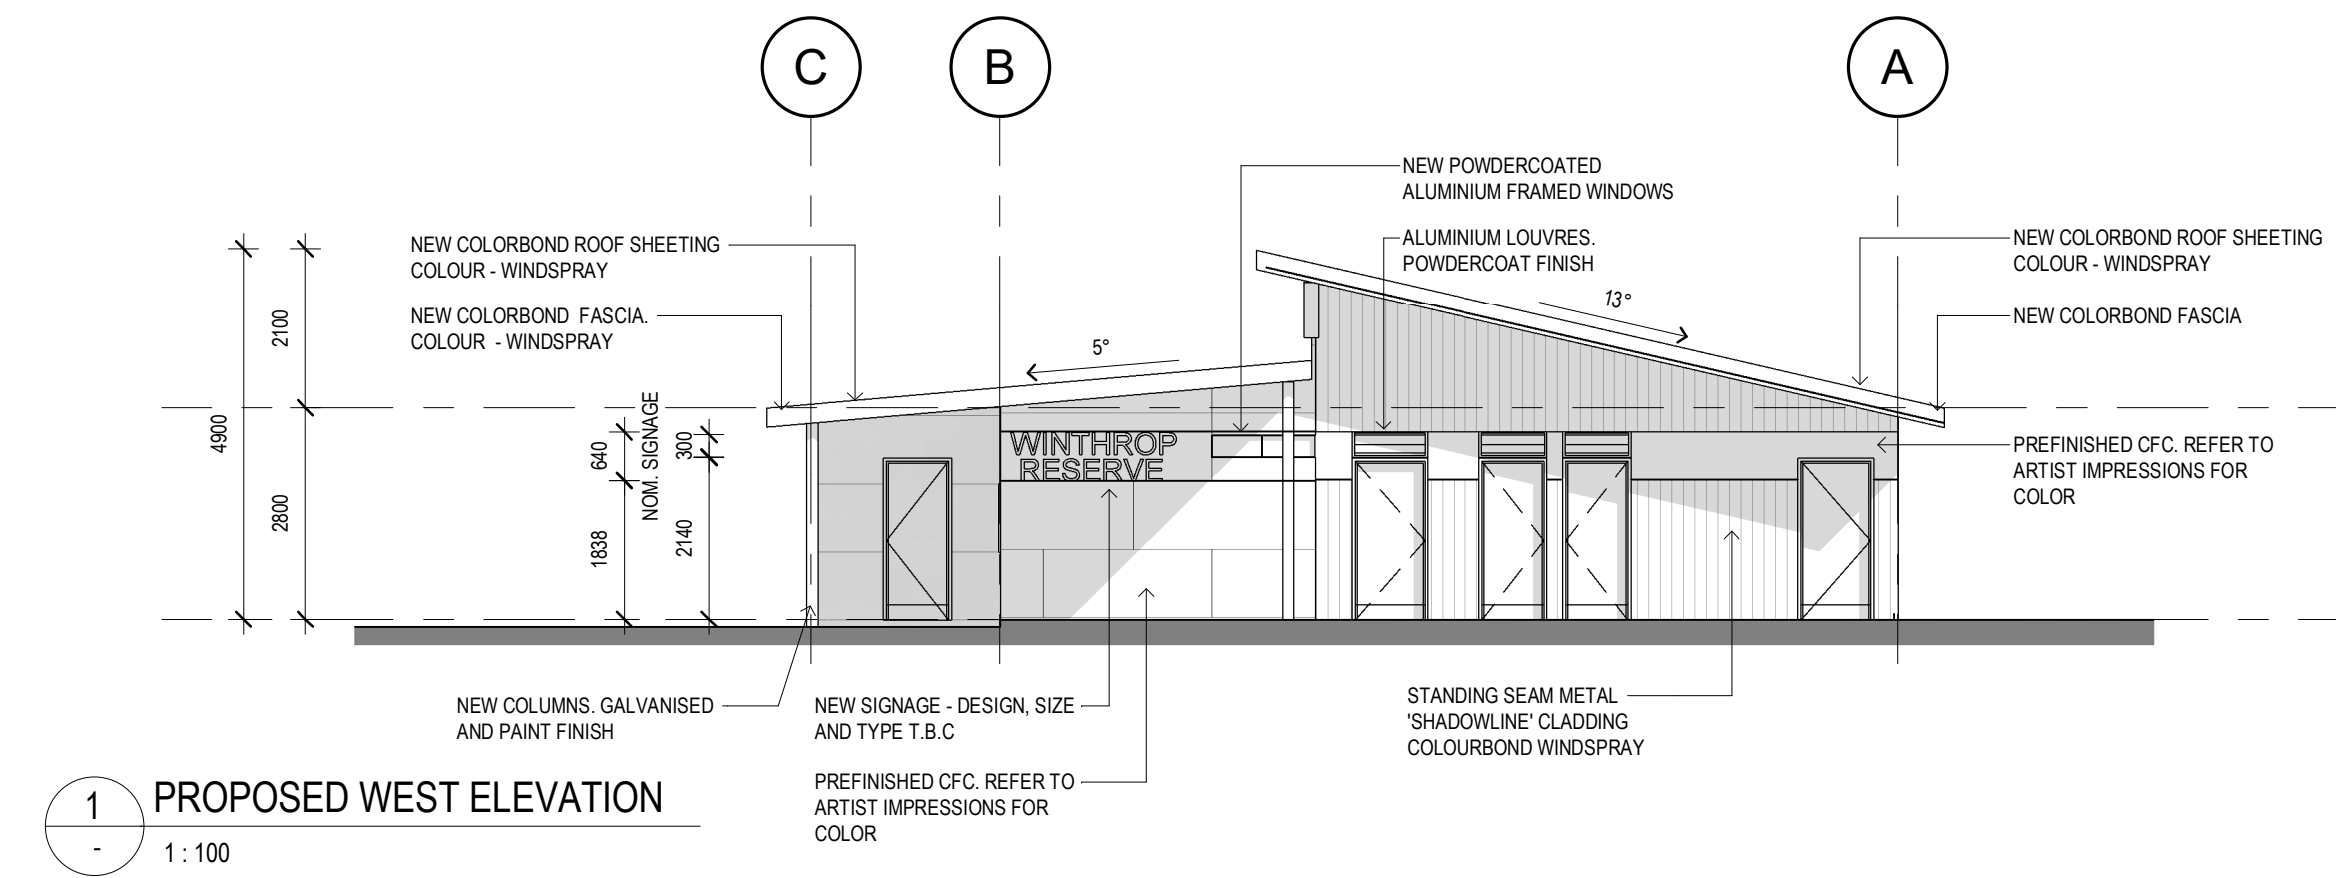 C
B
A
NEW POWDERCOATED
ALUMINIUM FRAMED WINDOWS
NEW COLORBOND ROOF SHEETING
COLOUR - WINDSPRAY
ALUMINIUM LOUVRES.
POWDERCOAT FINISH
NEW COLORBOND ROOF SHEETING
COLOUR - WINDSPRAY
NEW COLORBOND FASCIA.
COLOUR - WINDSPRAY
13°
NEW COLORBOND FASCIA
5°
4900
2100
2800
640
1838
NOM. SIGNAGE
300
2140
WINTHROP
RESERVE
PREFINISHED CFC. REFER TO
ARTIST IMPRESSIONS FOR
COLOR
NEW COLUMNS. GALVANISED
AND PAINT FINISH
NEW SIGNAGE - DESIGN, SIZE
AND TYPE T.B.C
STANDING SEAM METAL
'SHADOWLINE' CLADDING
COLOURBOND WINDSPRAY
PREFINISHED CFC. REFER TO
ARTIST IMPRESSIONS FOR
COLOR
1
-
PROPOSED WEST ELEVATION
1 : 100